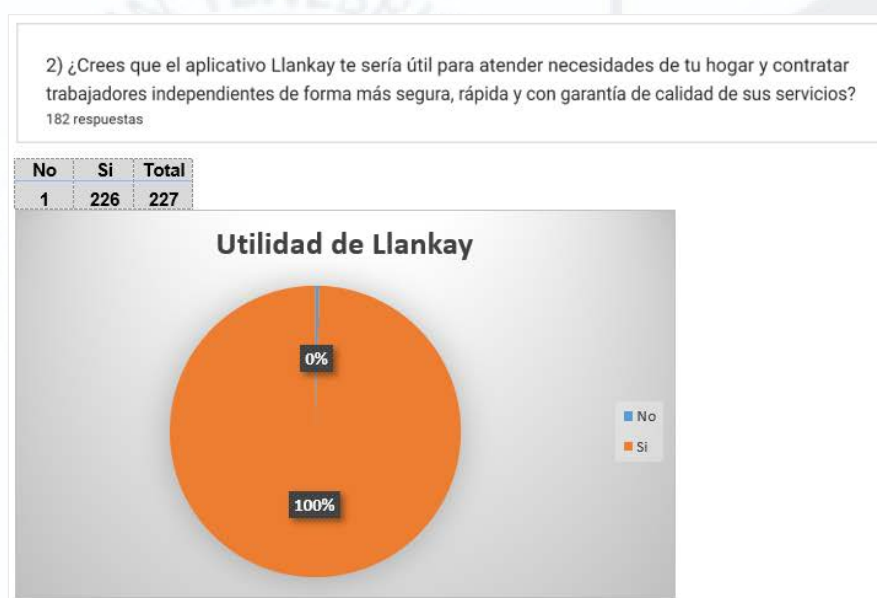 2) ¿Crees que el aplicativo Llankay te sería útil para atender necesidades de tu hogar y contratar
trabajadores independientes de forma más segura, rápida y con garantía de calidad de sus servicios?
182 respuestas
No Si Total
1 226 227
Utilidad de Llankay
0%
No
Si
100%